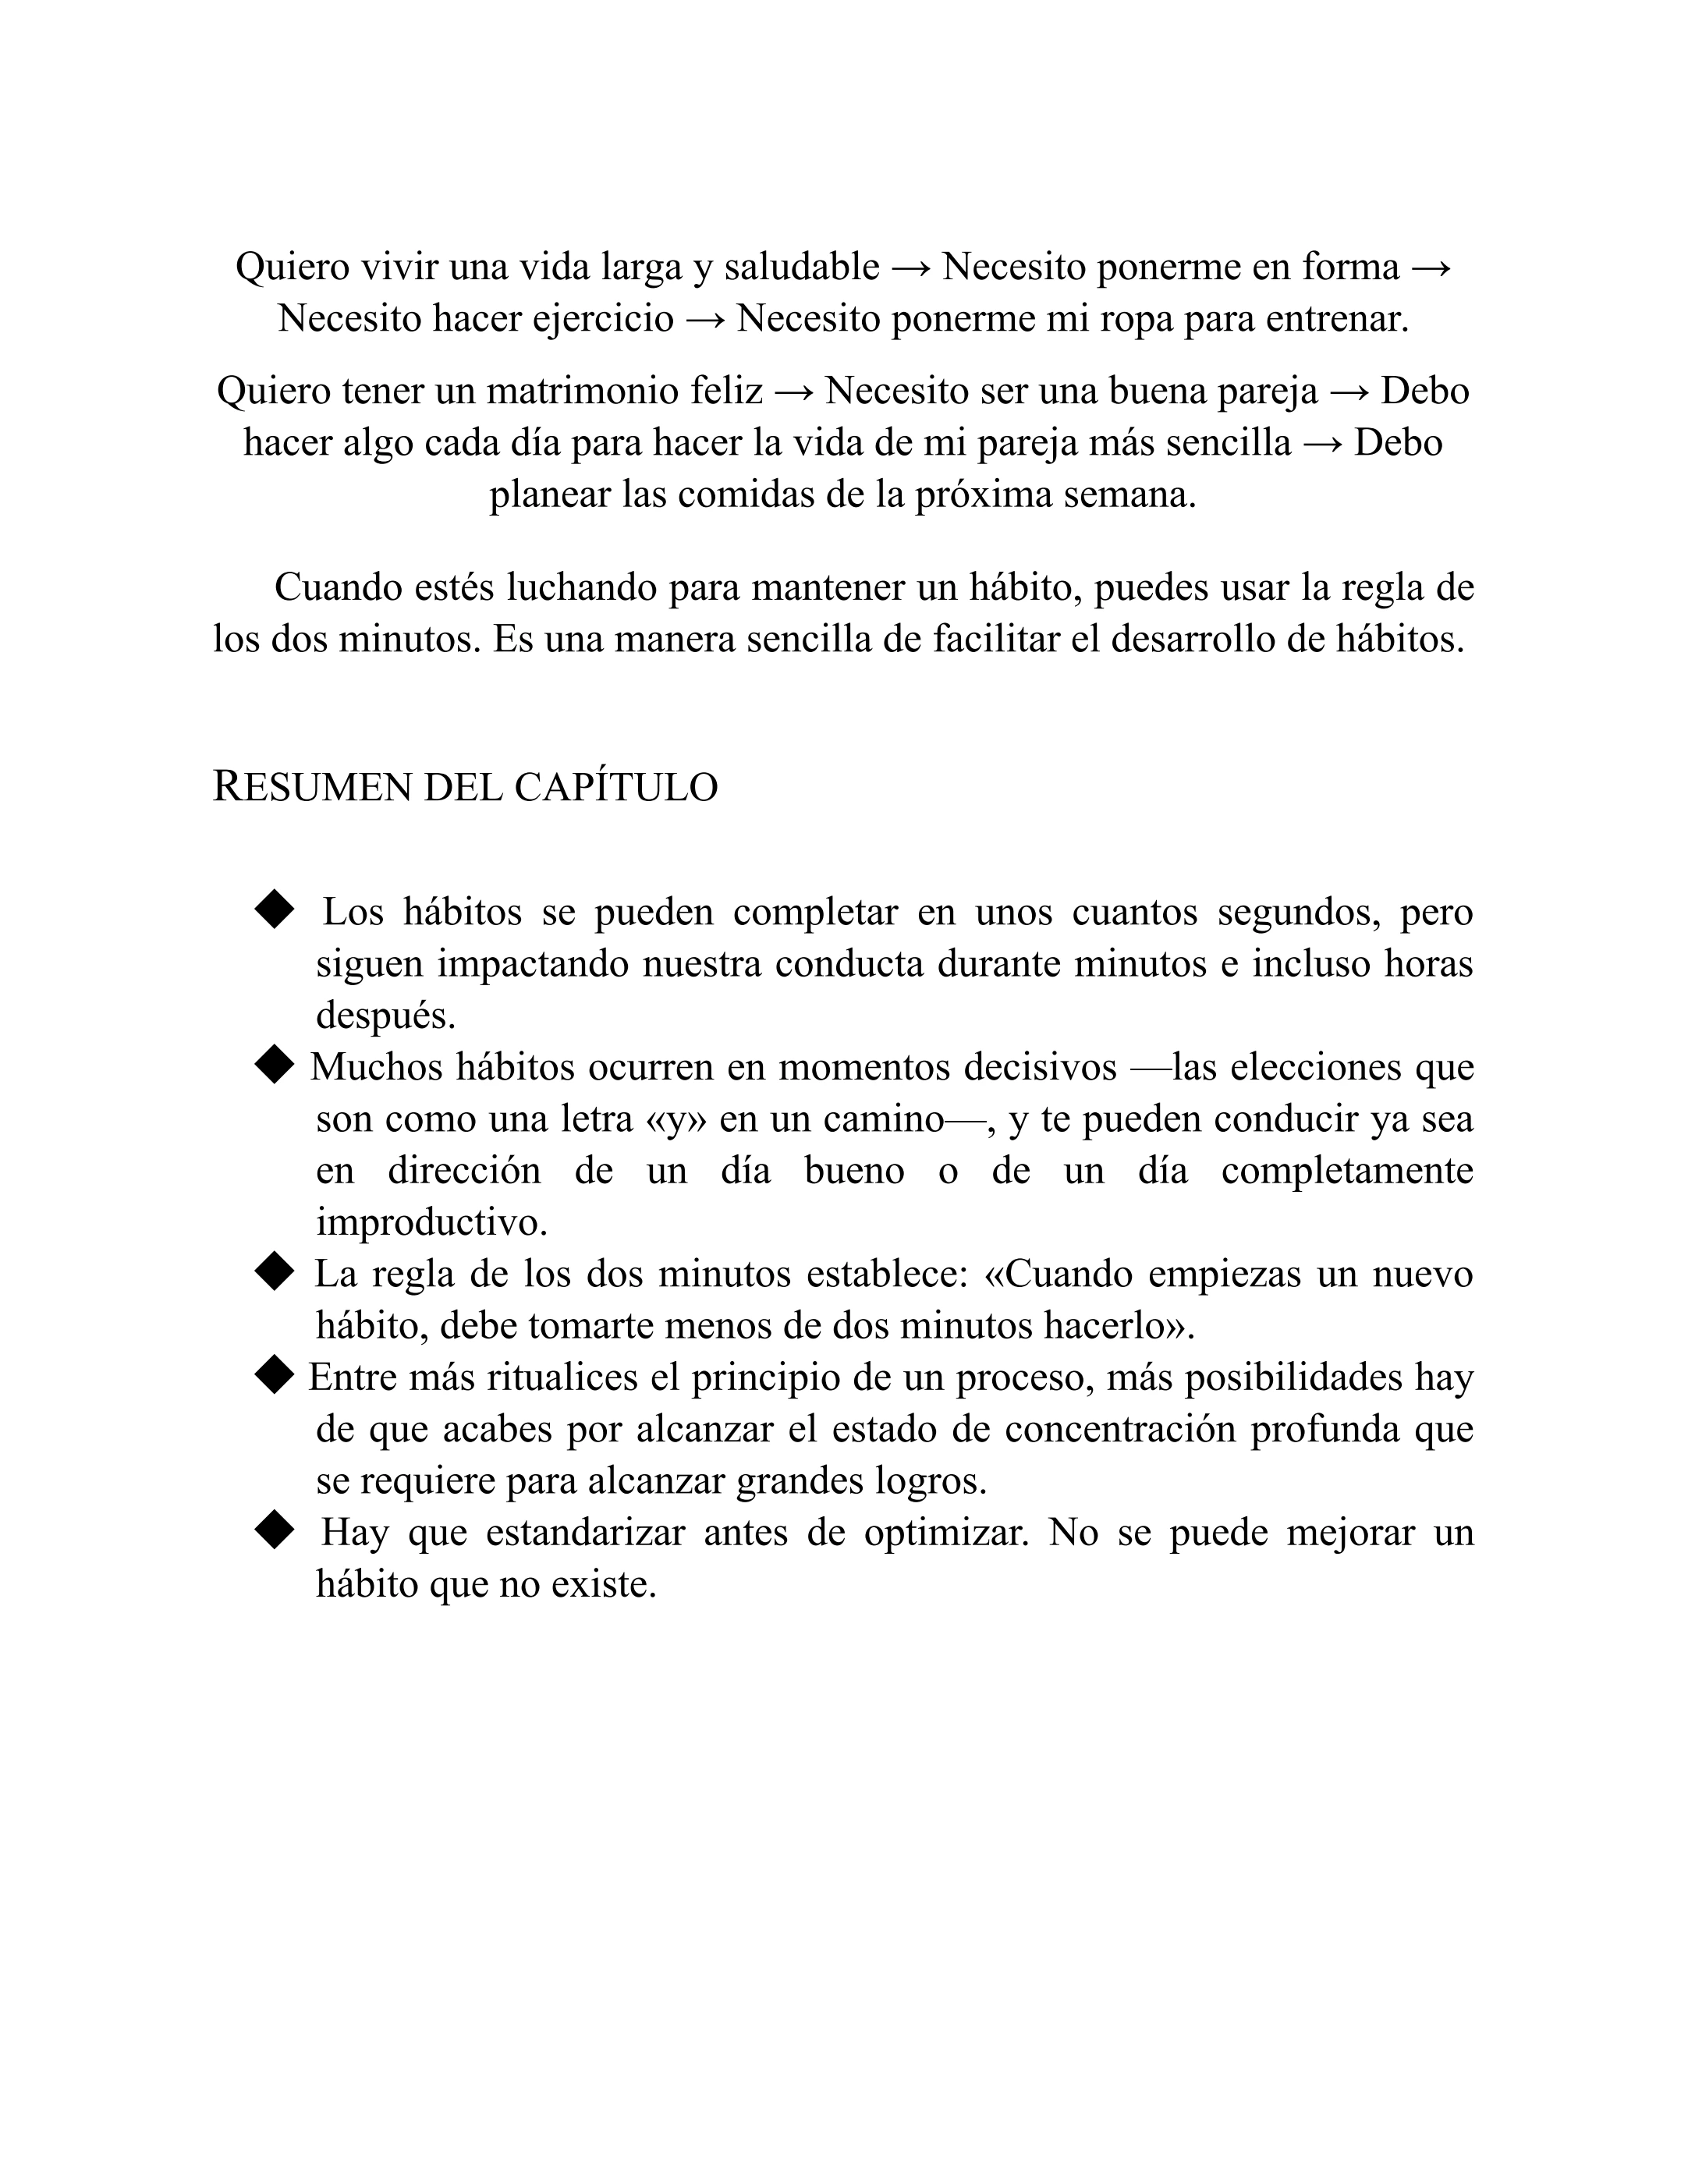 Quiero vivir una vida larga y saludable → Necesito ponerme en forma →
Necesito hacer ejercicio → Necesito ponerme mi ropa para entrenar.
Quiero tener un matrimonio feliz → Necesito ser una buena pareja → Debo
hacer algo cada día para hacer la vida de mi pareja más sencilla → Debo
planear las comidas de la próxima semana.
Cuando estés luchando para mantener un hábito, puedes usar la regla de
los dos minutos. Es una manera sencilla de facilitar el desarrollo de hábitos.
RESUMEN DEL CAPÍTULO
◆ Los hábitos se pueden completar en unos cuantos segundos, pero
siguen impactando nuestra conducta durante minutos e incluso horas
después.
◆ Muchos hábitos ocurren en momentos decisivos —las elecciones que
son como una letra «y» en un camino—, y te pueden conducir ya sea
en dirección de un día bueno o de un día completamente
improductivo.
◆ La regla de los dos minutos establece: «Cuando empiezas un nuevo
hábito, debe tomarte menos de dos minutos hacerlo».
◆ Entre más ritualices el principio de un proceso, más posibilidades hay
de que acabes por alcanzar el estado de concentración profunda que
se requiere para alcanzar grandes logros.
◆ Hay que estandarizar antes de optimizar. No se puede mejorar un
hábito que no existe.